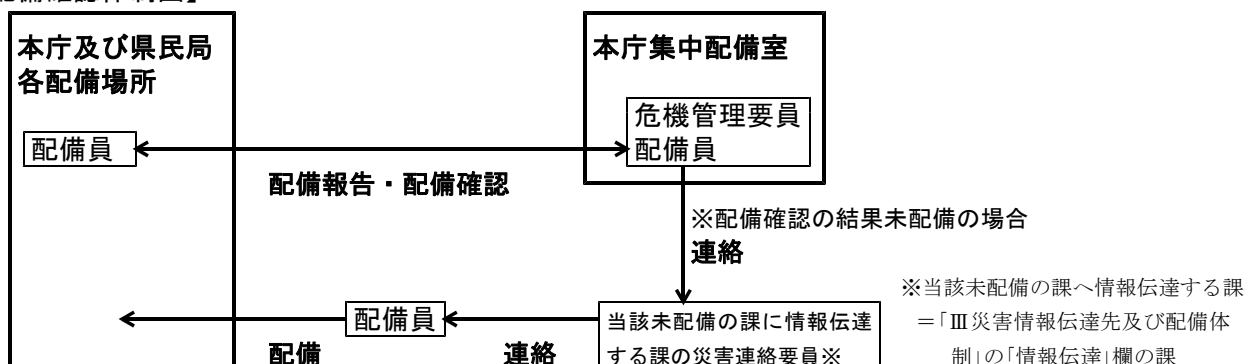 本庁及び県民局
各配備場所
本庁集中配備室
危機管理要員
配備員
配備員
配備報告・配備確認
※配備確認の結果未配備の場合
連絡
※当該未配備の課へ情報伝達する課
＝「Ⅲ災害情報伝達先及び配備体
制」の「情報伝達」欄の課
配備員
当該未配備の課に情報伝達
する課の災害連絡要員※
配備
連絡